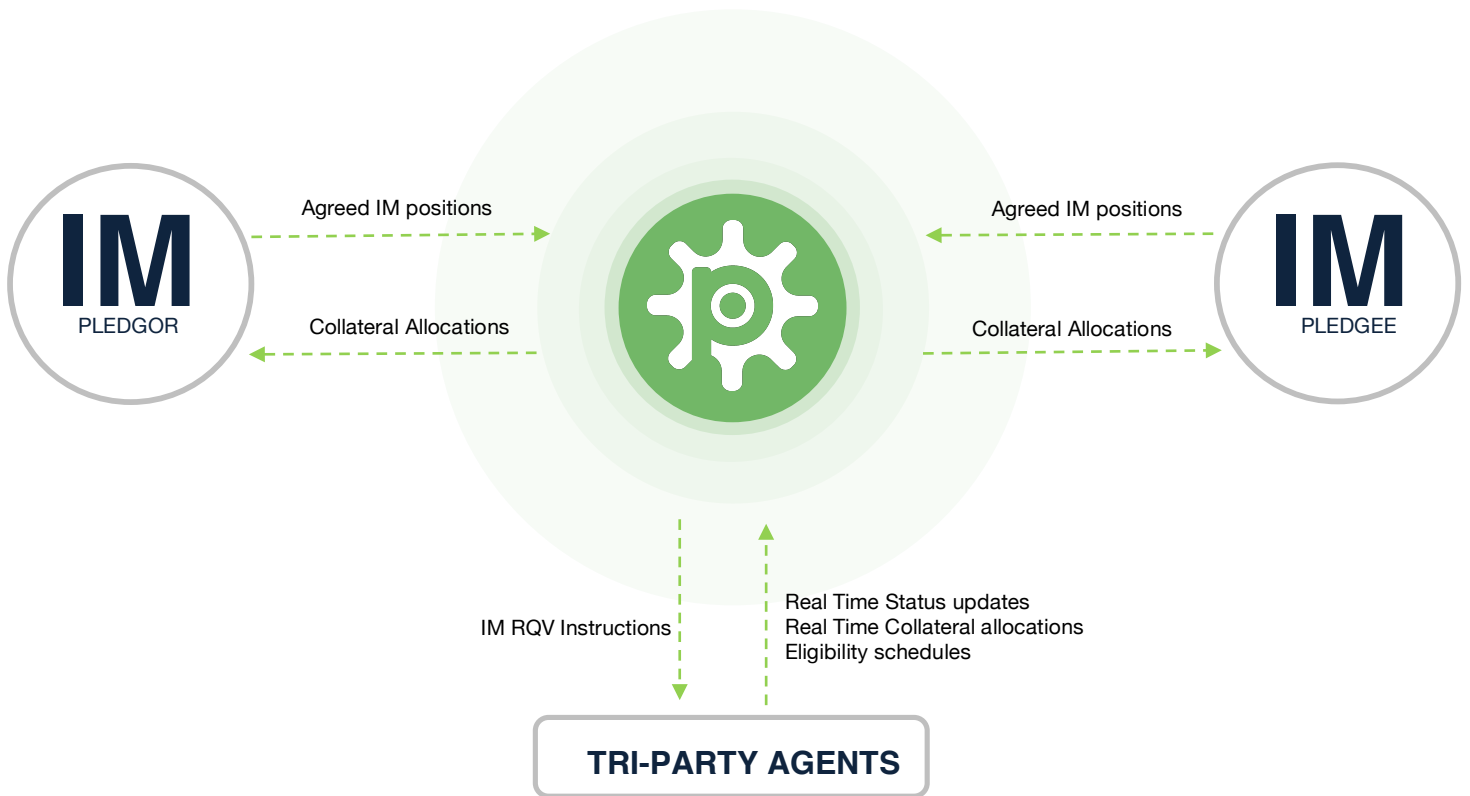 Agreed IM positions
Agreed IM positions
IM
PLEDGOR
IM
PLEDGEE
p
Collateral Allocations
Collateral Allocations
IM RQV Instructions
Real Time Status updates
Real Time Collateral allocations
Eligibility schedules
TRI-PARTY AGENTS